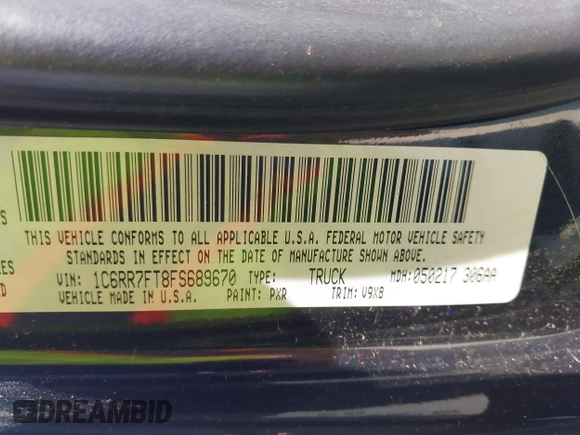 THIS VEHICLE CONFORMS TO ALL APPLICABLE U.S.A. FEDERAL MOTOR VEHICLE SAFETY
STANDARDS IN EFFECT ON THE DATE OF MANUFACTURE SHOWN ABOVE.
VIN: 1C6RR7FT8FS689670 TYPE: TRUCK MDH: 050217 306AA
VEHICLE MADE IN U.S.A. PAINT: PXR TRIM: V9X8
DREAMBID